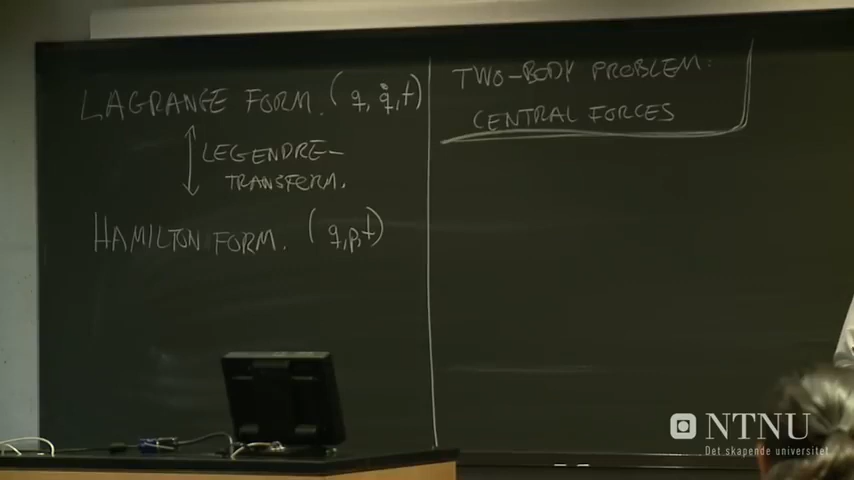 LAGRANGE FORM. (q, q̇, t)
LEGENDRE-
TRANSFORM.
HAMILTON FORM. (q, p, t)
TWO-BODY PROBLEM:
CENTRAL FORCES
NTNU
Det skapende universitet